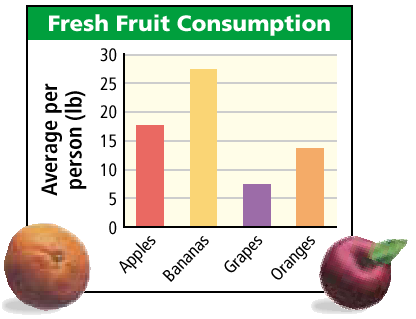 Fresh Fruit Consumption
Average per
person (lb)
30
25
20
15
10
5
0
Apples
Bananas
Grapes
Oranges